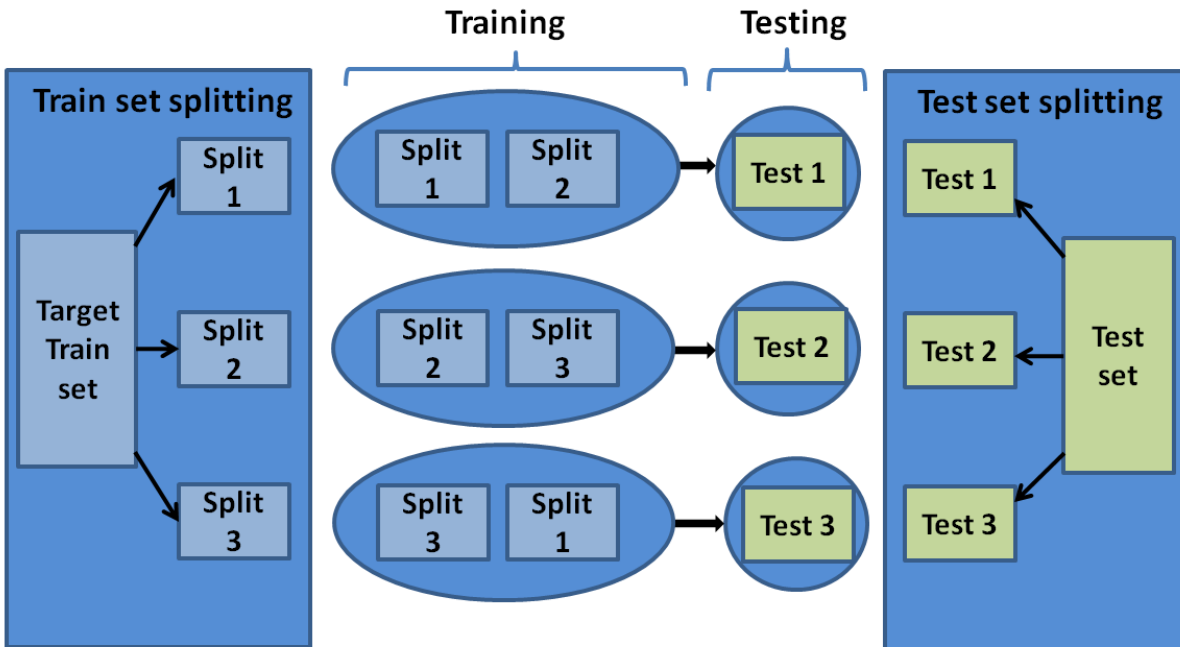 Training
Testing
Train set splitting
Split
1
Split
2
Split
3
Target
Train
set
Split
1
Split
2
Test 1
Split
2
Split
3
Test 2
Split
3
Split
1
Test 3
Test set splitting
Test 1
Test 2
Test 3
Test
set